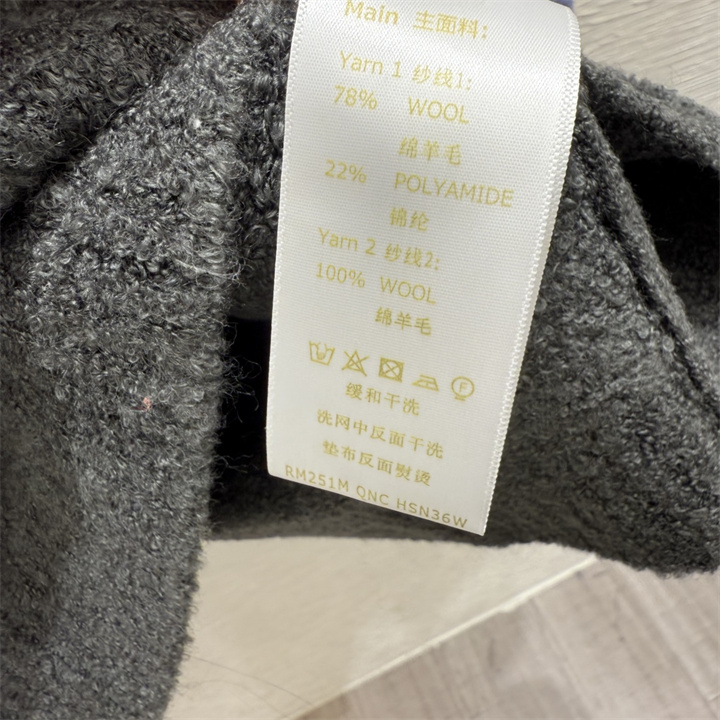 Main 主面料:
Yarn 1 纱线1:
78% WOOL
绵羊毛
22% POLYAMIDE
锦纶
Yarn 2 纱线2:
100% WOOL
绵羊毛
F
缓和干洗
洗网中反面干洗
垫布反面熨烫
RM251M QNC HSN36W